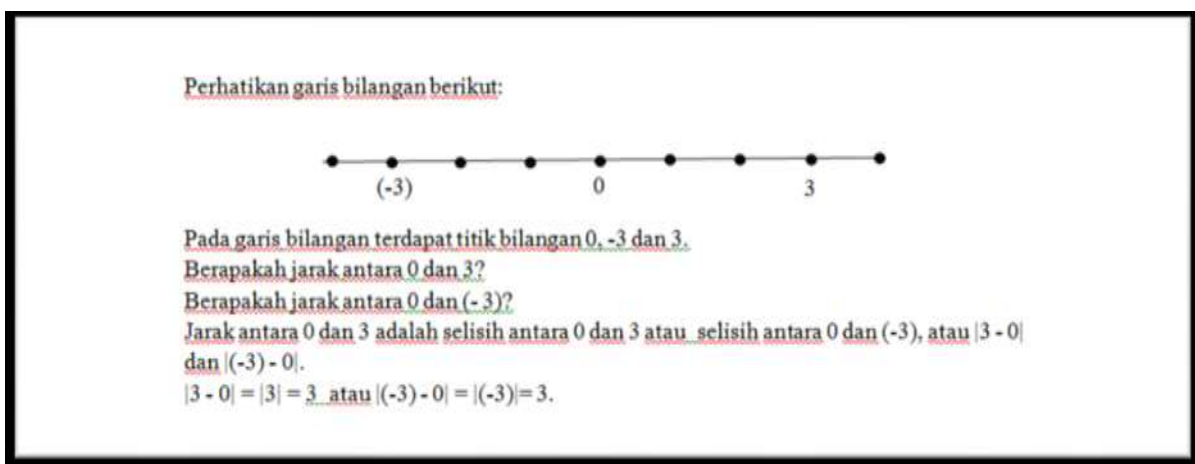 Perhatikan garis bilangan berikut:
(-3) 0 3
Pada garis bilangan terdapat titik bilangan 0, -3 dan 3.
Berapakah jarak antara 0 dan 3?
Berapakah jarak antara 0 dan (- 3)?
Jarak antara 0 dan 3 adalah selisih antara 0 dan 3 atau selisih antara 0 dan (-3), atau |3 - 0|
dan |(-3) - 0|.
|3 - 0| = |3| = 3 atau |(-3) - 0| = |(-3)|= 3.